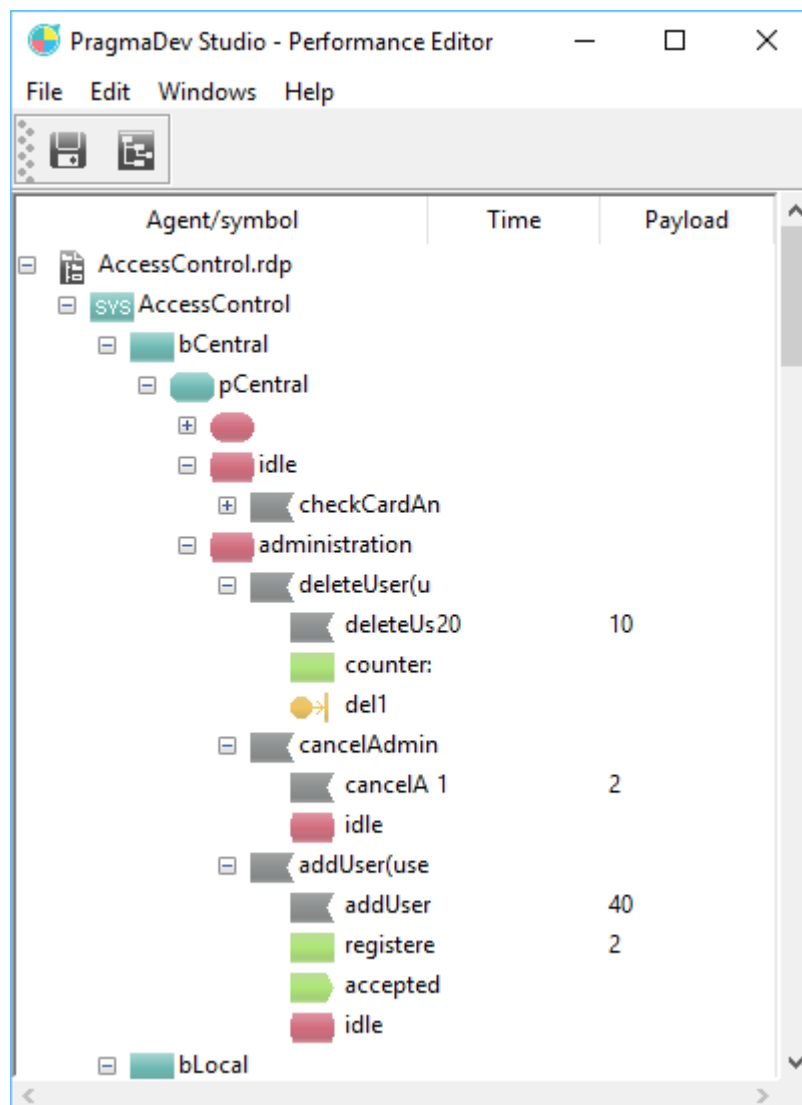 PragmaDev Studio - Performance Editor
File Edit Windows Help
Agent/symbol Time Payload
AccessControl.rdp
SYS AccessControl
bCentral
pCentral
idle
checkCardAn
administration
deleteUser(u
deleteUs20 10
counter:
del1
cancelAdmin
cancelA 1 2
idle
addUser(use
addUser 40
registere 2
accepted
idle
bLocal